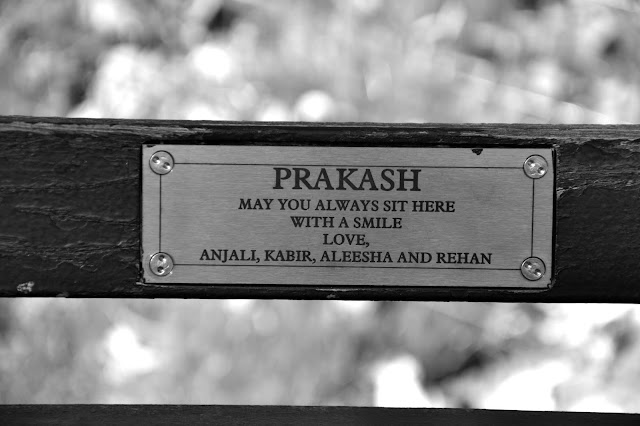 PRAKASH
MAY YOU ALWAYS SIT HERE
WITH A SMILE
LOVE,
ANJALI, KABIR, ALEESHA AND REHAN